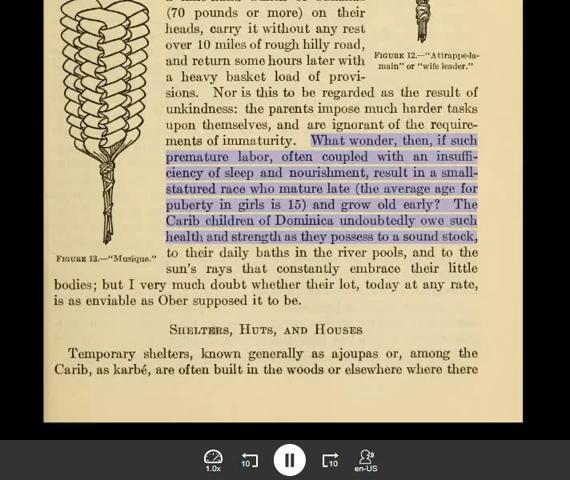 (70 pounds or more) on their
heads, carry it without any rest
over 10 miles of rough hilly road,
and return some hours later with
a heavy basket load of provi-
sions. Nor is this to be regarded as the result of
unkindness: the parents impose much harder tasks
upon themselves, and are ignorant of the require-
ments of immaturity. What wonder, then, if such
premature labor, often coupled with an insuffi-
ciency of sleep and nourishment, result in a small-
statured race who mature late (the average age for
puberty in girls is 15) and grow old early? The
Carib children of Dominica undoubtedly owe such
health and strength as they possess to a sound stock,
to their daily baths in the river pools, and to the
sun's rays that constantly embrace their little
bodies; but I very much doubt whether their lot, today at any rate,
is as enviable as Ober supposed it to be.
FIGURE 12.—"Attrappe-la-
main" or "wife leader."
FIGURE 13.—"Musique."
SHELTERS, HUTS, AND HOUSES
Temporary shelters, known generally as ajoupas or, among the
Carib, as karbé, are often built in the woods or elsewhere where there
1.0x
10
10
en-US